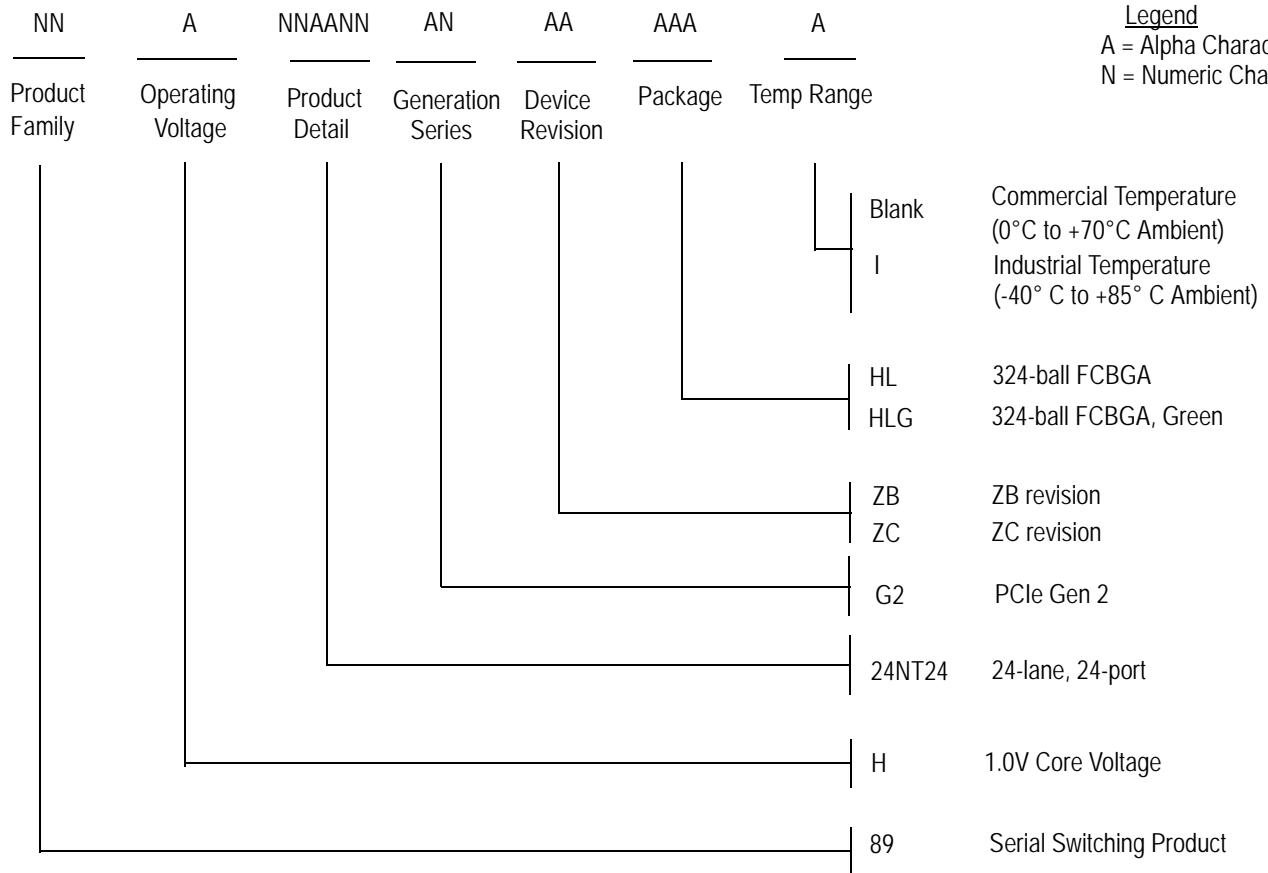 NN A NNAANN AN AA AAA A
Legend
A = Alpha
N = Numeric
Product Family
Operating Voltage
Product Detail
Generation Series
Device Revision
Package
Temp Range
Blank Commercial Temperature
(0°C to +70°C Ambient)
I Industrial Temperature
(-40° C to +85° C Ambient)
HL 324-ball FCBGA
HLG 324-ball FCBGA, Green
ZB ZB revision
ZC ZC revision
G2 PCIe Gen 2
24NT24 24-lane, 24-port
H 1.0V Core Voltage
89 Serial Switching Product